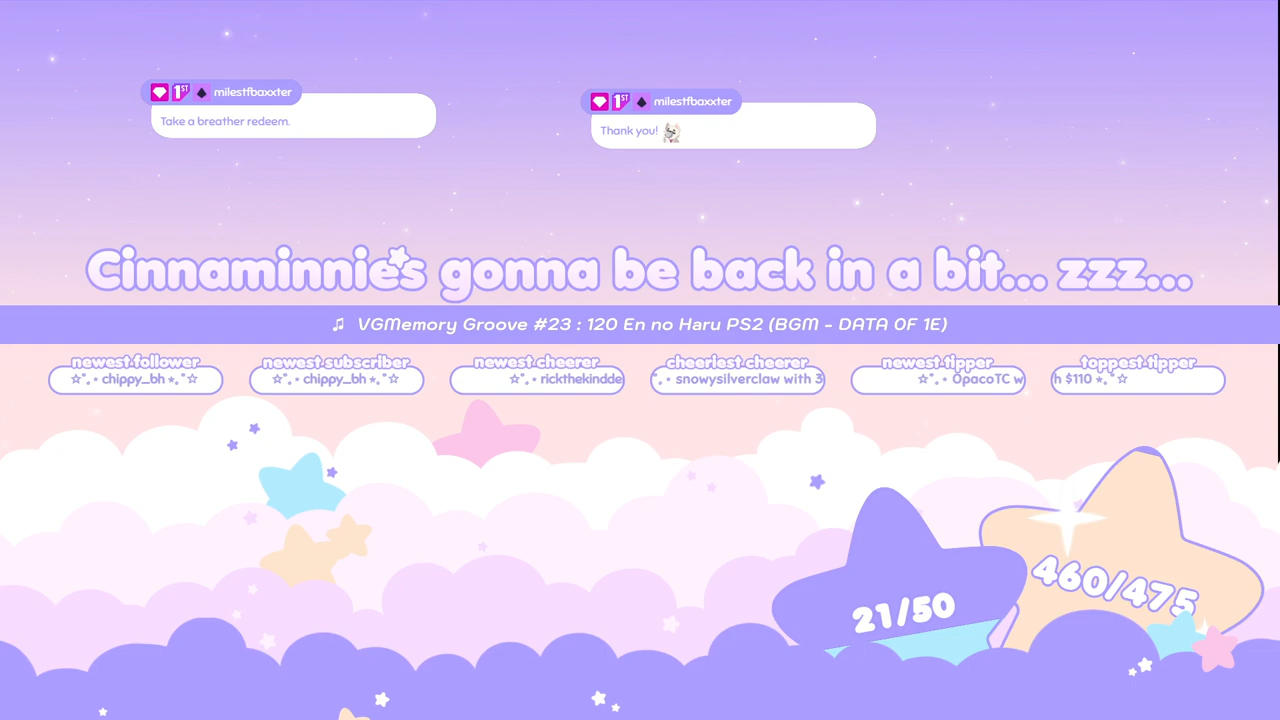 1ST milestfbaxxter
Take a breather redeem.
1ST milestfbaxxter
Thank you!
Cinnaminnie's gonna be back in a bit... zzz...
♫ VGMemory Groove #23 : 120 En no Haru PS2 (BGM - DATA OF 1E)
newest follower
☆"｡⋆ chippy_bh ⋆｡"☆
newest subscriber
☆"｡⋆ chippy_bh ⋆｡"☆
newest cheerer
☆"｡⋆ rickthekindde
cheeriest cheerer
"｡⋆ snowysilverclaw with 3
newest tipper
☆"｡⋆ OpacoTC w
toppest tipper
h $110 ⋆｡"☆
21/50
460/475